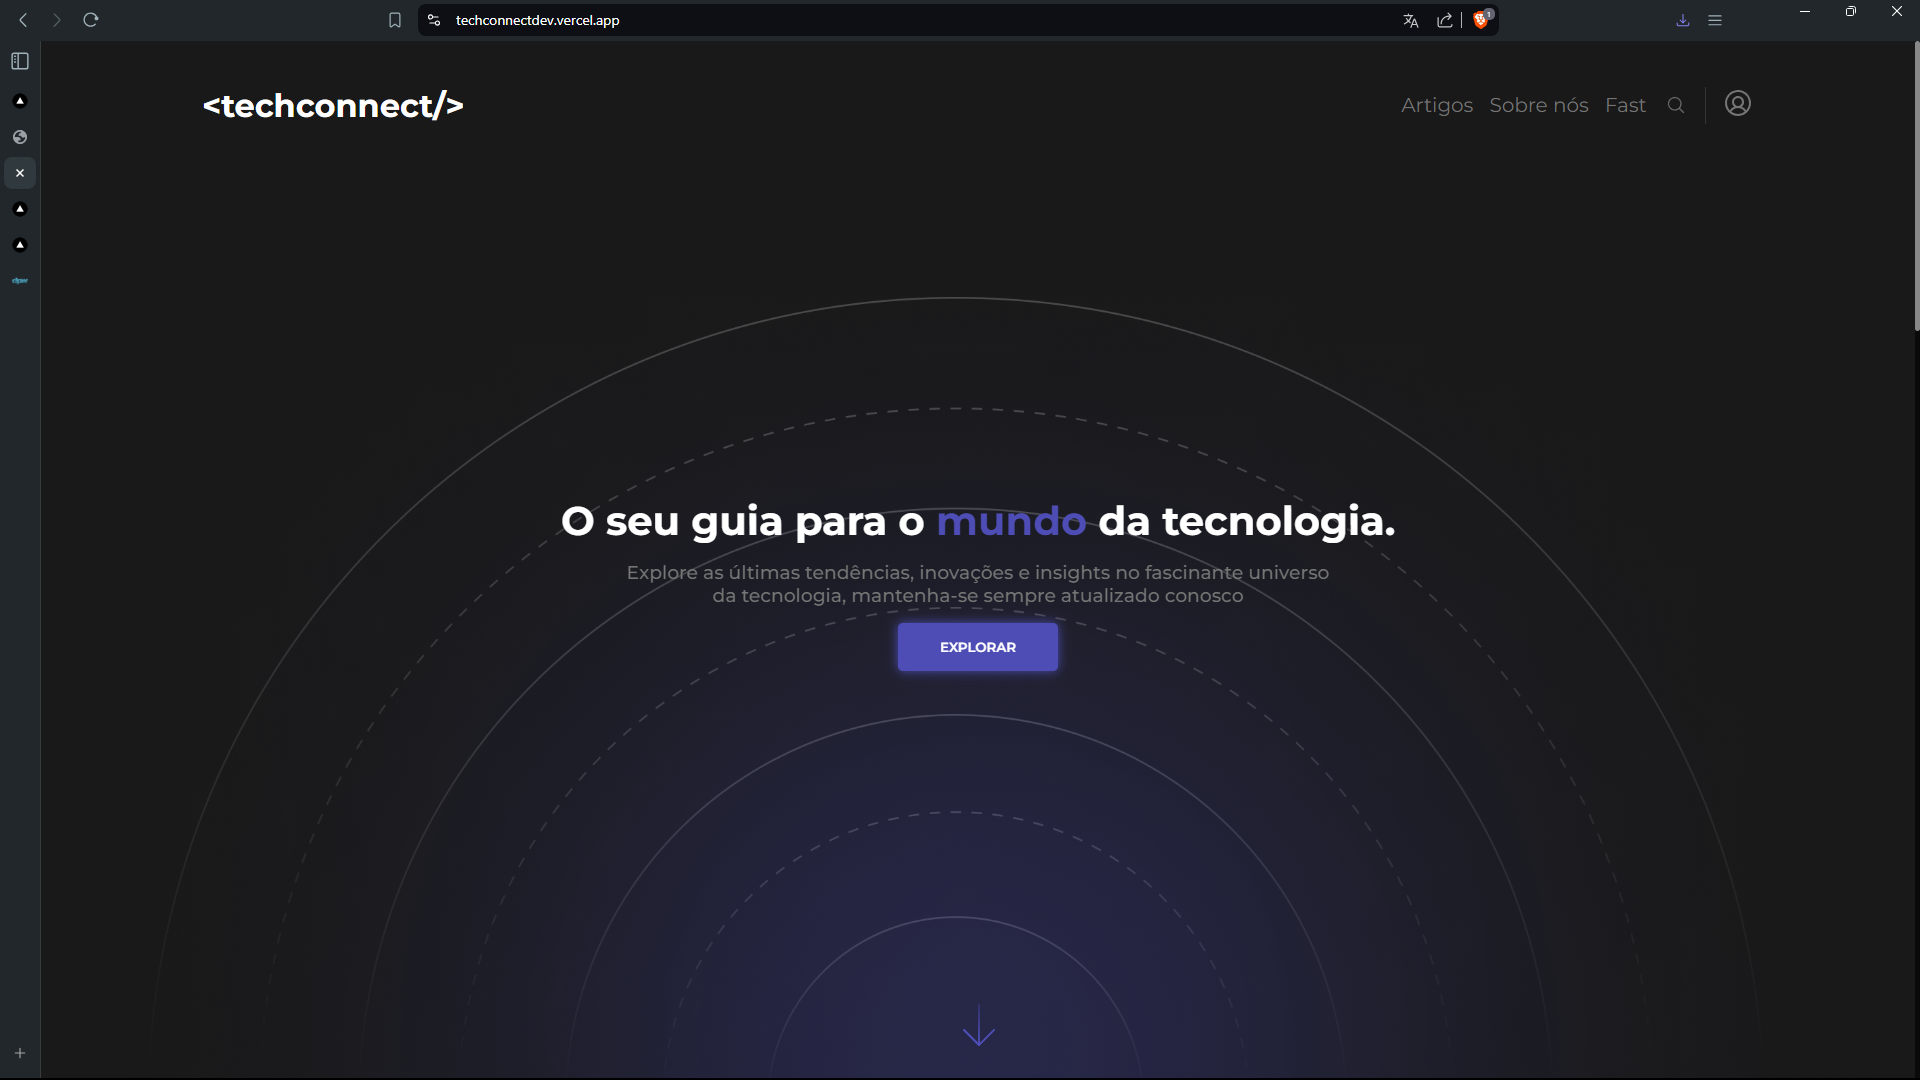 techconnectdev.vercel.app
1
<techconnect/>
Artigos Sobre nós Fast
O seu guia para o mundo da tecnologia.
Explore as últimas tendências, inovações e insights no fascinante universo
da tecnologia, mantenha-se sempre atualizado conosco
EXPLORAR